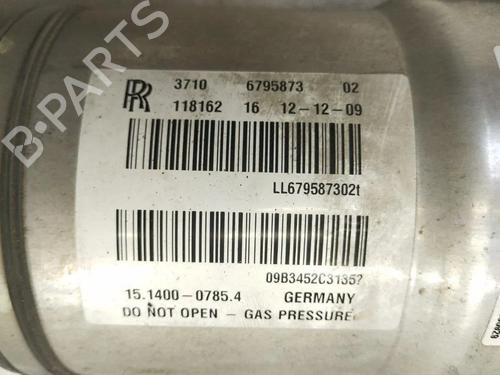 RR 3710 6795873 02
118162 16 12-12-09
LL679587302t
09B3452C3135?
15.1400-0785.4 GERMANY
DO NOT OPEN - GAS PRESSURE
B-PARTS